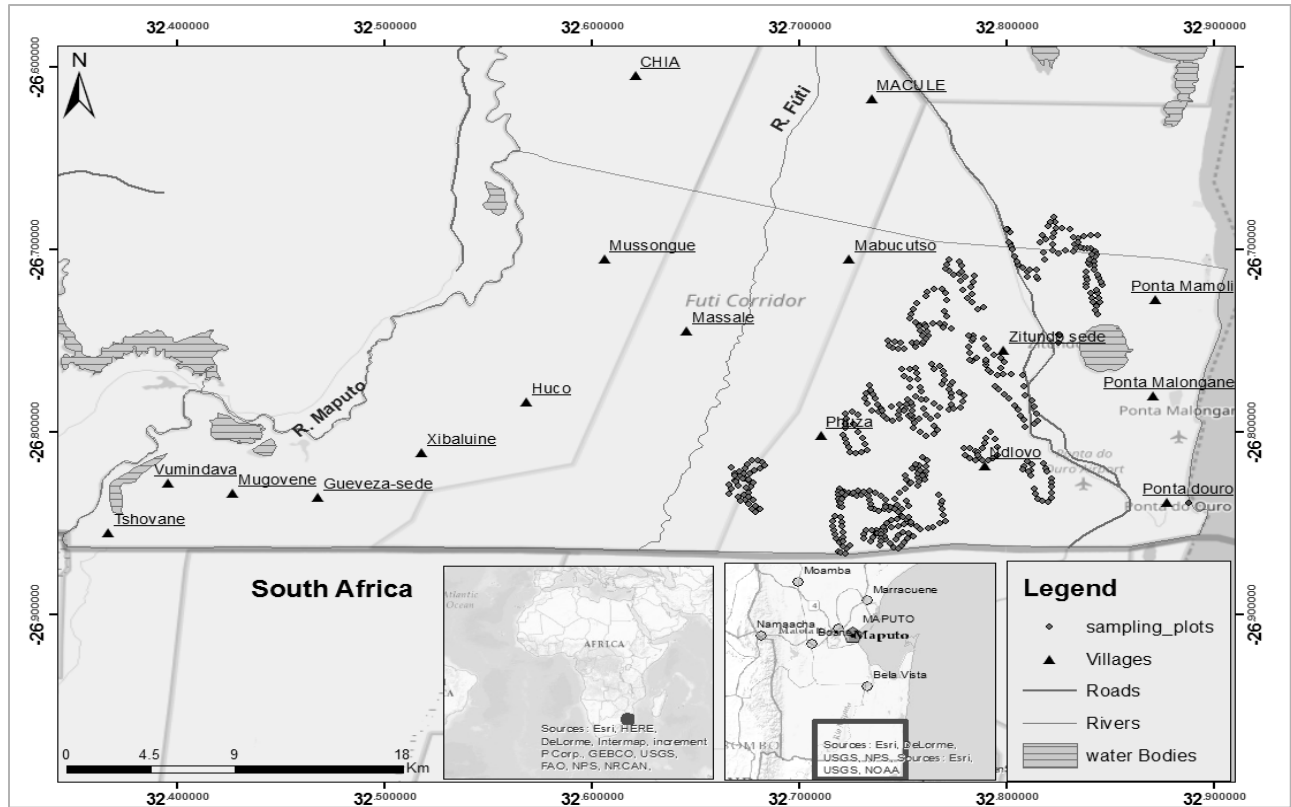 32.400000 32.500000 32.600000 32.700000 32.800000 32.900000
-26.600000 -26.600000
N
CHIA
MACULE
R. Fúti
-26.700000 -26.700000
Mussongue
Mabucutso
Ponta Mamoli
Futi Corridor
Massale
Zitundo sede
Huco
Ponta Malongane
Ponta Malongan
R. Maputo
-26.800000 -26.800000
Phuza
Xibaluine
Ndlovo
Ponta do
Ouro Airport
Vumindava
Mugovene
Gueveza-sede
Ponta douro
Ponta do Ouro
Tshovane
South Africa
Atlantic
Ocean
AFRICA
Sources: Esri, HERE,
DeLorme, Intermap, increment
P Corp., GEBCO, USGS,
FAO, NPS, NRCAN,
Moamba
Marracuene
4
Namaacha
MAPUTO
Maputo
Bela Vista
Sources: Esri, DeLorme,
USGS, NPS, Sources: Esri,
USGS, NOAA
Legend
sampling_plots
Villages
Roads
Rivers
water Bodies
-26.900000 -26.900000
0 4.5 9 18
Km
32.400000 32.500000 32.600000 32.700000 32.800000 32.900000